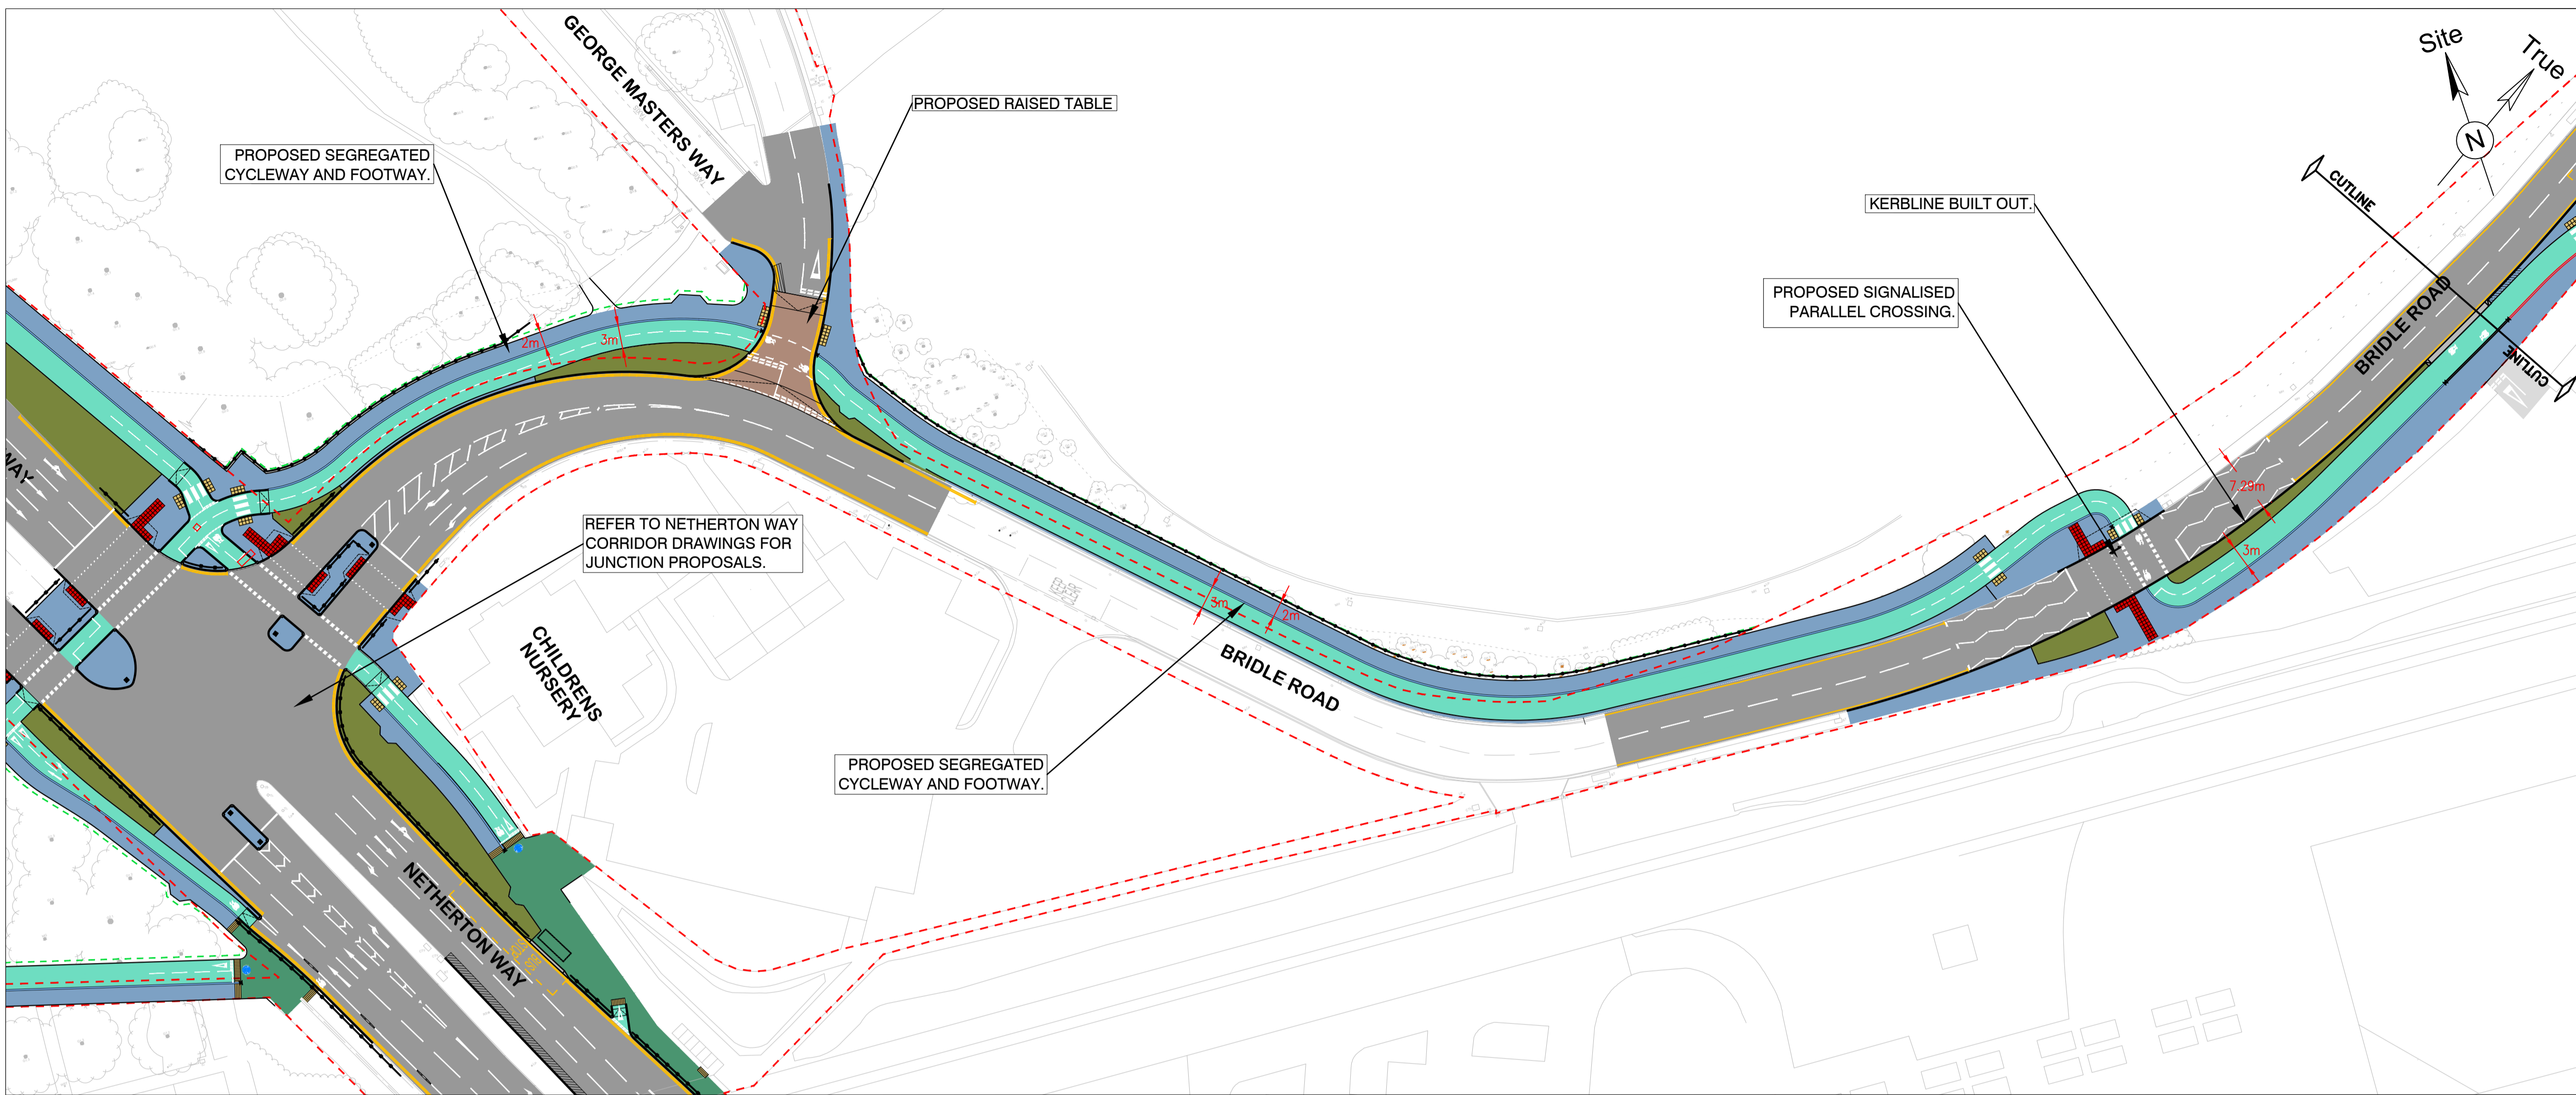 GEORGE MASTERS WAY
PROPOSED RAISED TABLE
PROPOSED SEGREGATED
CYCLEWAY AND FOOTWAY.
Site
True
N
CUTLINE
CUTLINE
KERBLINE BUILT OUT.
PROPOSED SIGNALISED
PARALLEL CROSSING.
BRIDLE ROAD
2m
3m
WAY
7.29m
3m
REFER TO NETHERTON WAY
CORRIDOR DRAWINGS FOR
JUNCTION PROPOSALS.
3m
2m
CHILDRENS
NURSERY
BRIDLE ROAD
PROPOSED SEGREGATED
CYCLEWAY AND FOOTWAY.
NETHERTON WAY